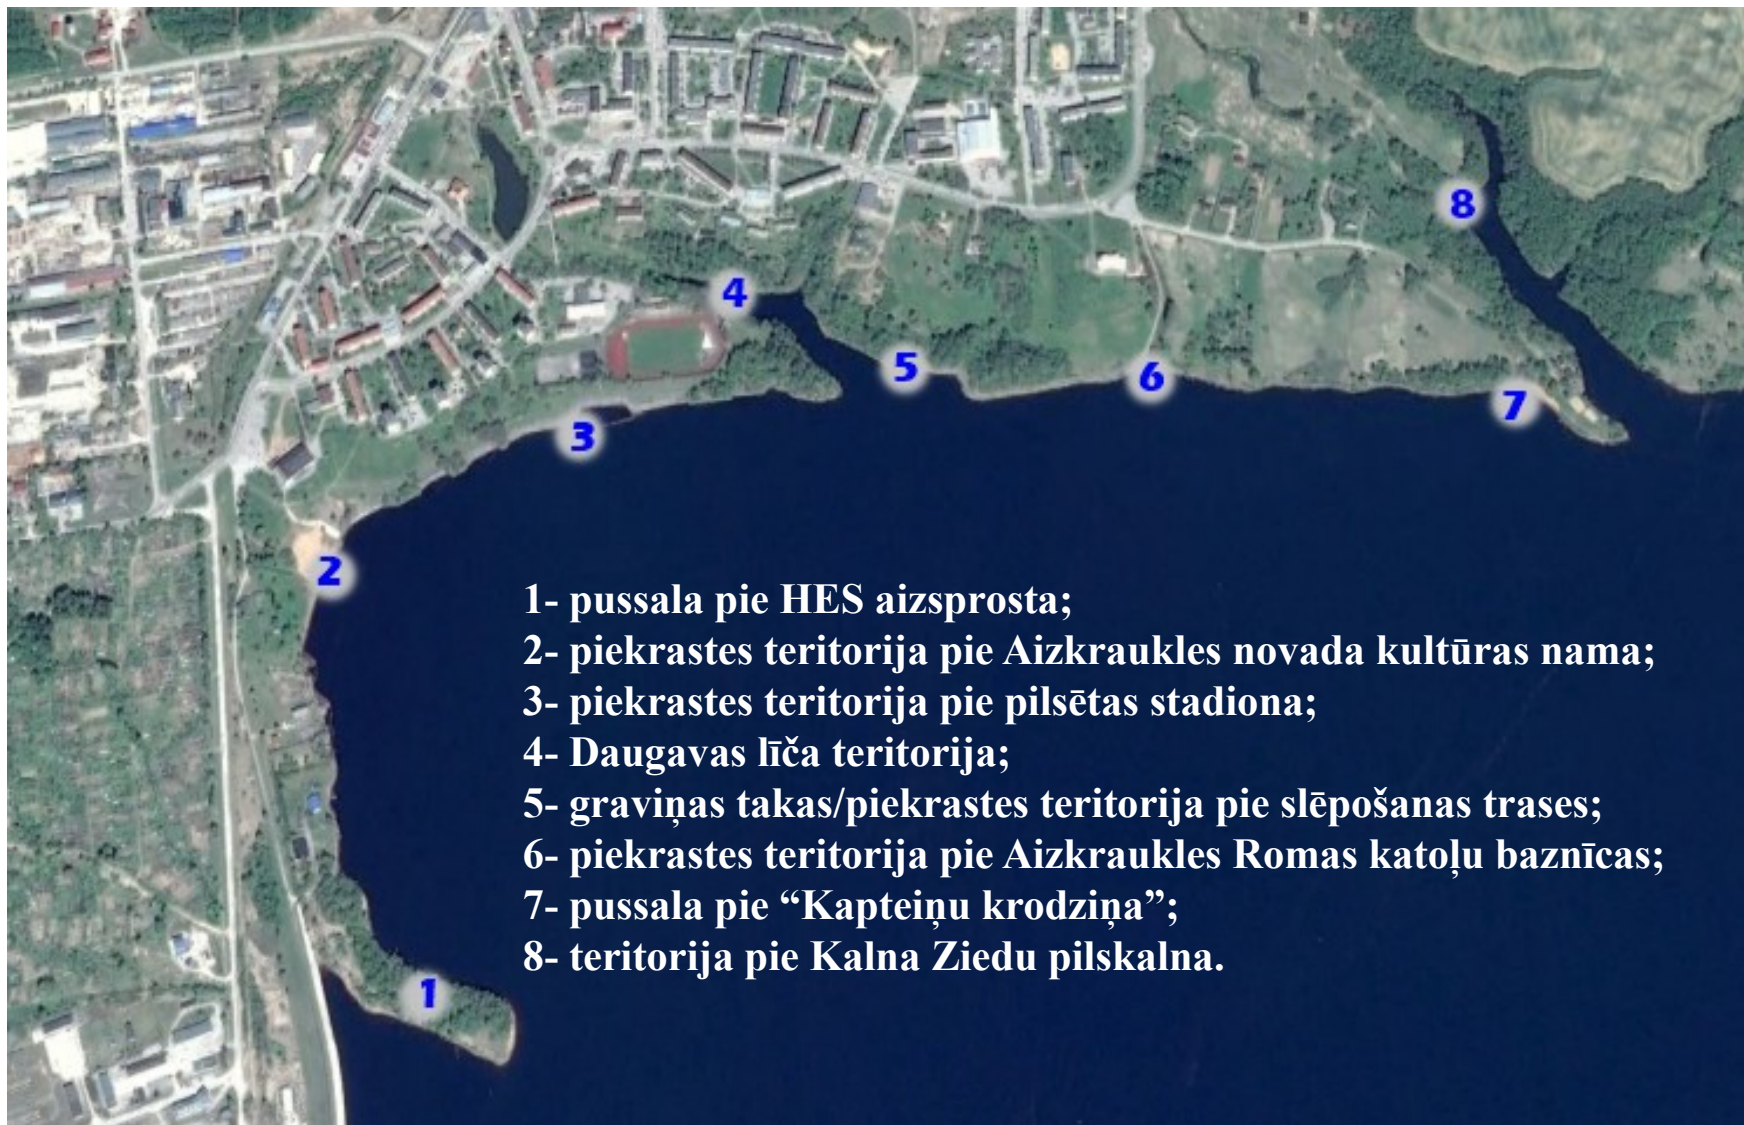 8
4
5
6
7
3
2
1- pussala pie HES aizsprosta;
2- piekrastes teritorija pie Aizkraukles novada kultūras nama;
3- piekrastes teritorija pie pilsētas stadiona;
4- Daugavas līča teritorija;
5- graviņas takas/piekrastes teritorija pie slēpošanas trases;
6- piekrastes teritorija pie Aizkraukles Romas katoļu baznīcas;
7- pussala pie “Kapteiņu krodziņa”;
8- teritorija pie Kalna Ziedu pilskalna.
1